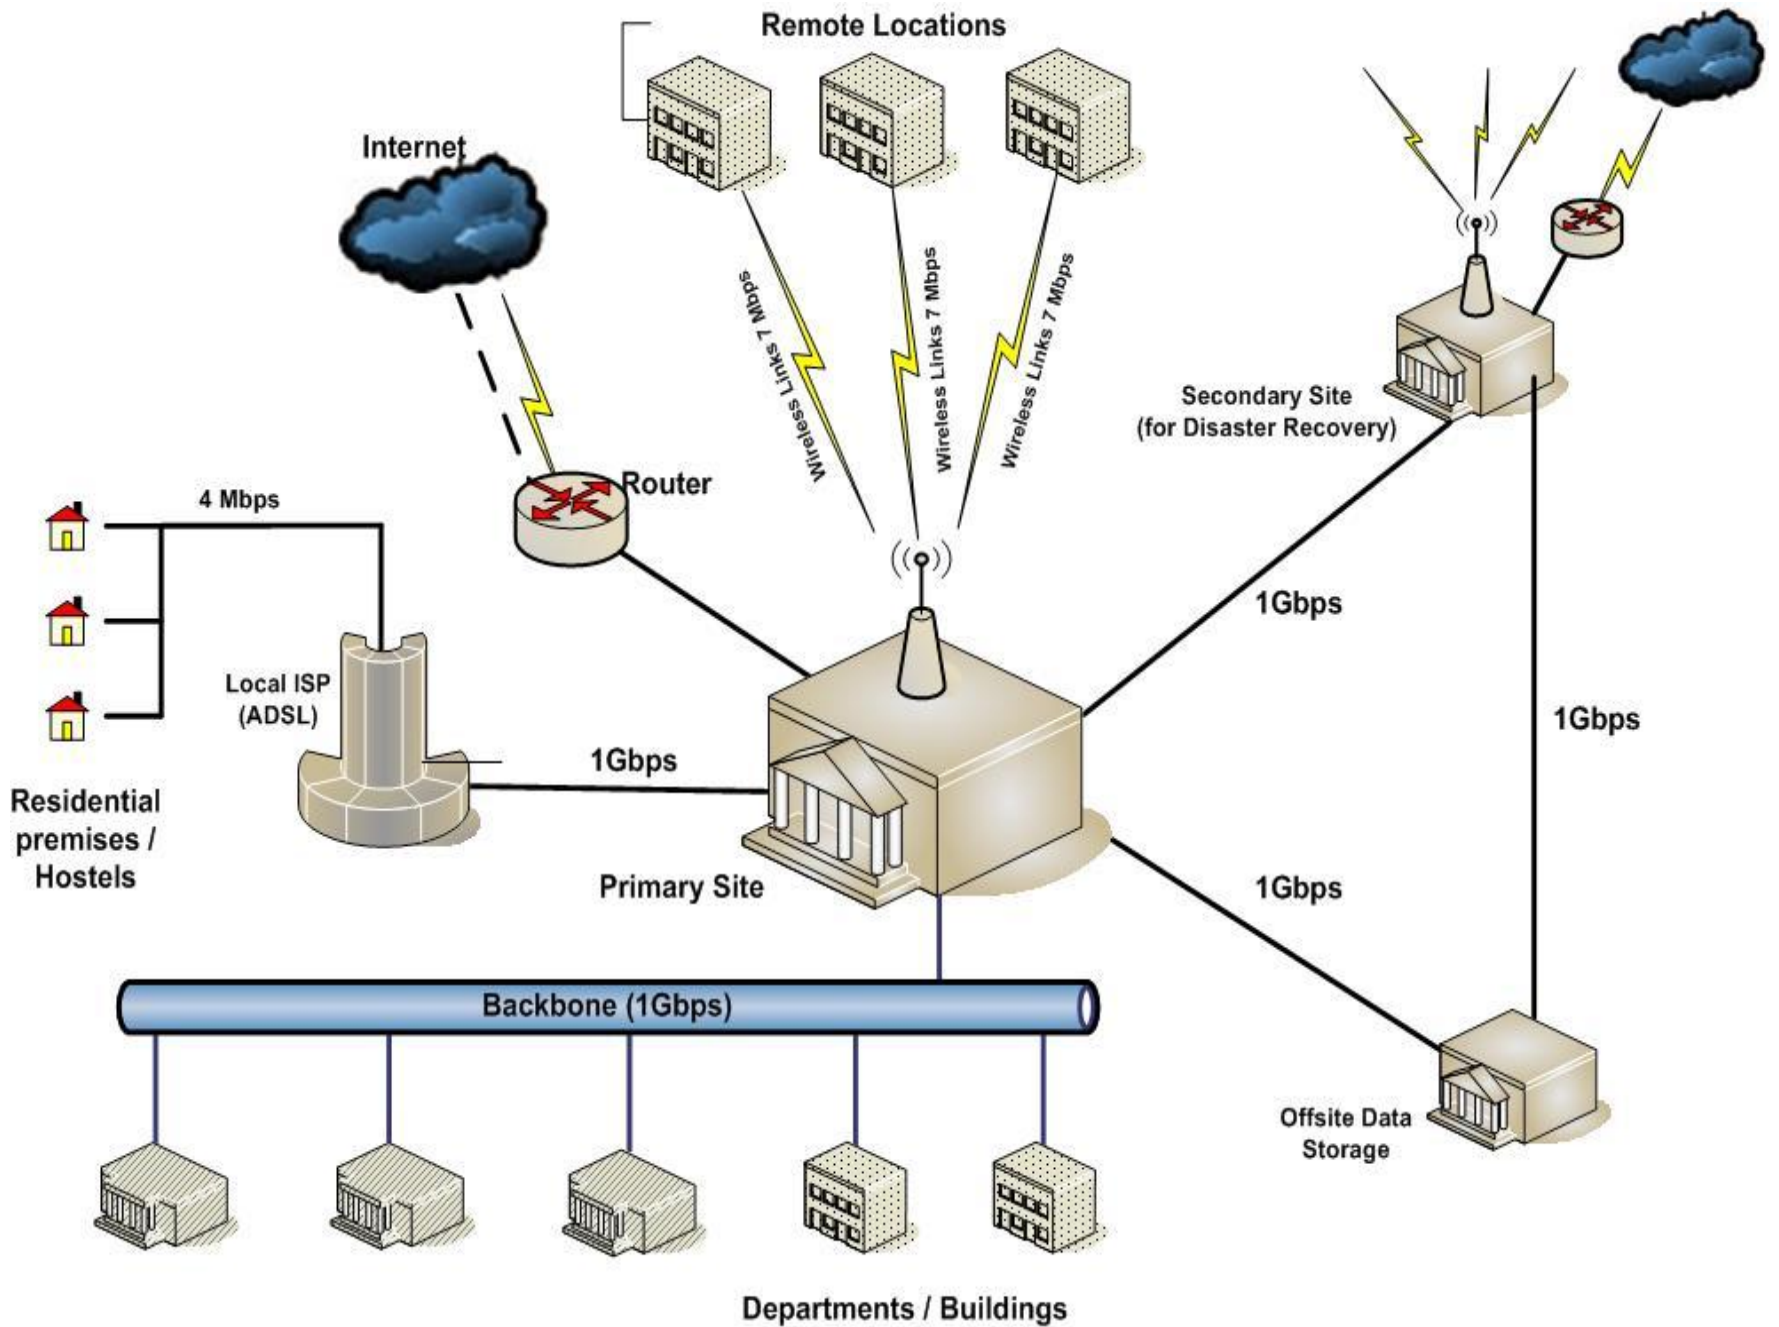 Remote Locations
Internet
Wireless Links 7 Mbps
Wireless Links 7 Mbps
Wireless Links 7 Mbps
Secondary Site
(for Disaster Recovery)
Router
4 Mbps
1Gbps
Local ISP
(ADSL)
1Gbps
1Gbps
Residential
premises /
Hostels
Primary Site
1Gbps
Backbone (1Gbps)
Offsite Data
Storage
Departments / Buildings